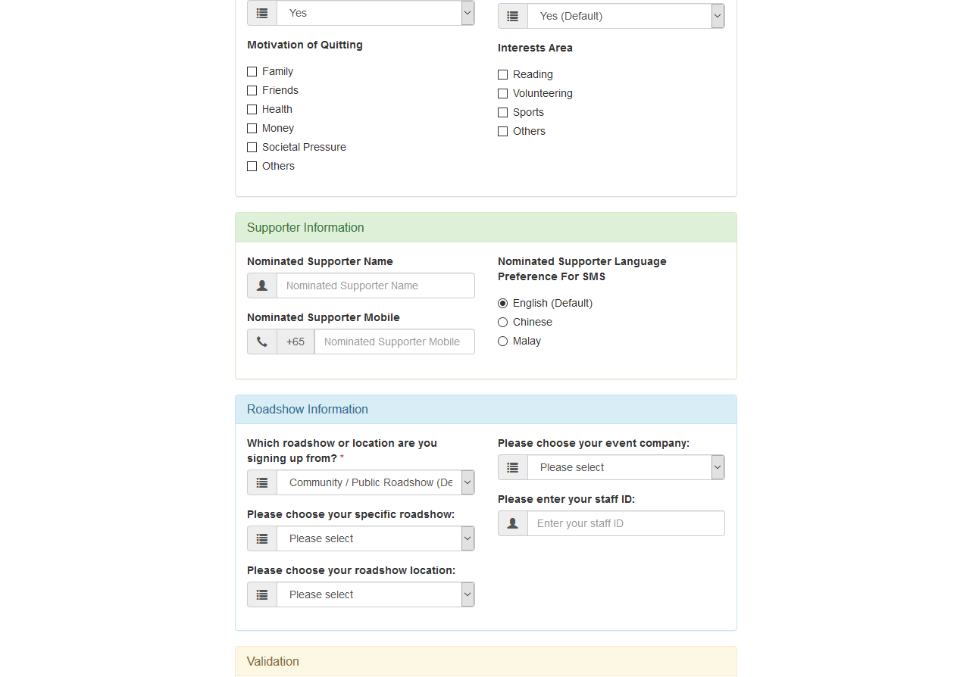 Yes
Yes (Default)
Motivation of Quitting
Family
Friends
Health
Money
Societal Pressure
Others
Interests Area
Reading
Volunteering
Sports
Others
Supporter Information
Nominated Supporter Name
Nominated Supporter Name
Nominated Supporter Mobile
+65 Nominated Supporter Mobile
Nominated Supporter Language
Preference For SMS
English (Default)
Chinese
Malay
Roadshow Information
Which roadshow or location are you
signing up from? *
Community / Public Roadshow (De
Please choose your specific roadshow:
Please select
Please choose your roadshow location:
Please select
Please choose your event company:
Please select
Please enter your staff ID:
Enter your staff ID
Validation